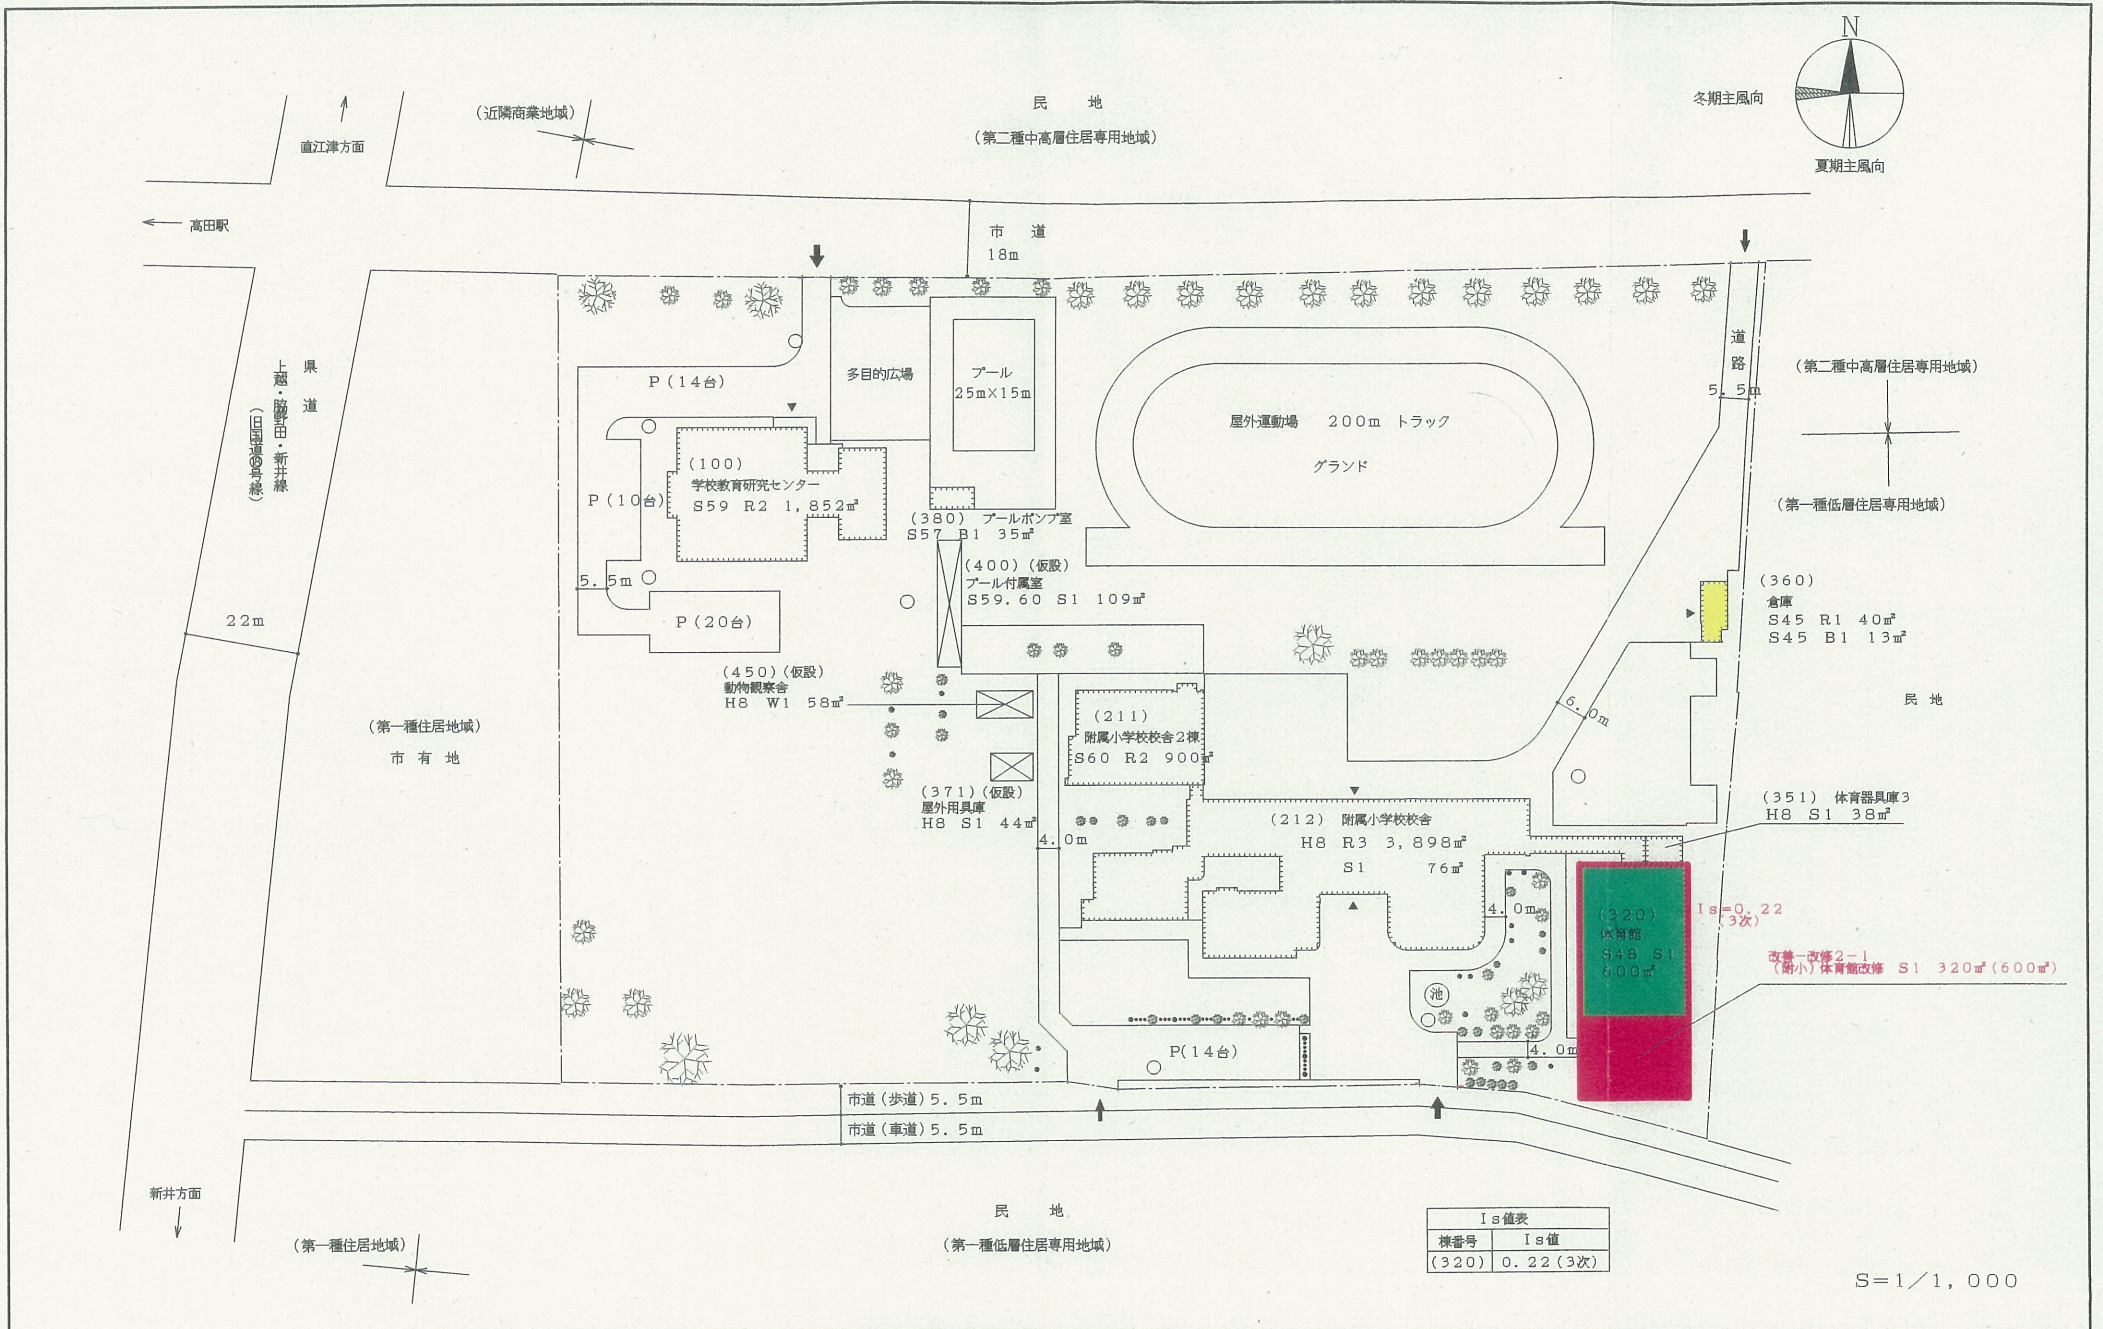 N
冬期主風向
夏期主風向
(近隣商業地域)
民　地
(第二種中高層住居専用地域)
直江津方面
高田駅
市　道
18m
県　道
上越・脇野田・新井線
(旧国道⑱号線)
22m
P(14台)
多目的広場
プール
25m×15m
屋外運動場　200m　トラック
グランド
道路
5.5m
(第二種中高層住居専用地域)
(第一種低層住居専用地域)
(100)
学校教育研究センター
S59 R2 1,852㎡
P(10台)
5.5m
P(20台)
(380) プールポンプ室
S57 B1 35㎡
(400)(仮設)
プール付属室
S59.60 S1 109㎡
(360)
倉庫
S45 R1 40㎡
S45 B1 13㎡
(450)(仮設)
動物観察舎
H8 W1 58㎡
(第一種住居地域)
市 有 地
(211)
附属小学校校舎2棟
S60 R2 900㎡
6.0m
民 地
(371)(仮設)
屋外用具庫
H8 S1 44㎡
4.0m
(212) 附属小学校校舎
H8 R3 3,898㎡
S1 76㎡
(351) 体育器具庫3
H8 S1 38㎡
4.0m
(320)
体育館
S48 S1
600㎡
Is=0.22
(3次)
改善-改修2-1
(附小)体育館改修 S1 320㎡(600㎡)
P(14台)
4.0m
市道(歩道)5.5m
市道(車道)5.5m
新井方面
(第一種住居地域)
民　地
(第一種低層住居専用地域)
Is値表
棟番号 Is値
(320) 0.22(3次)
S=1/1,000